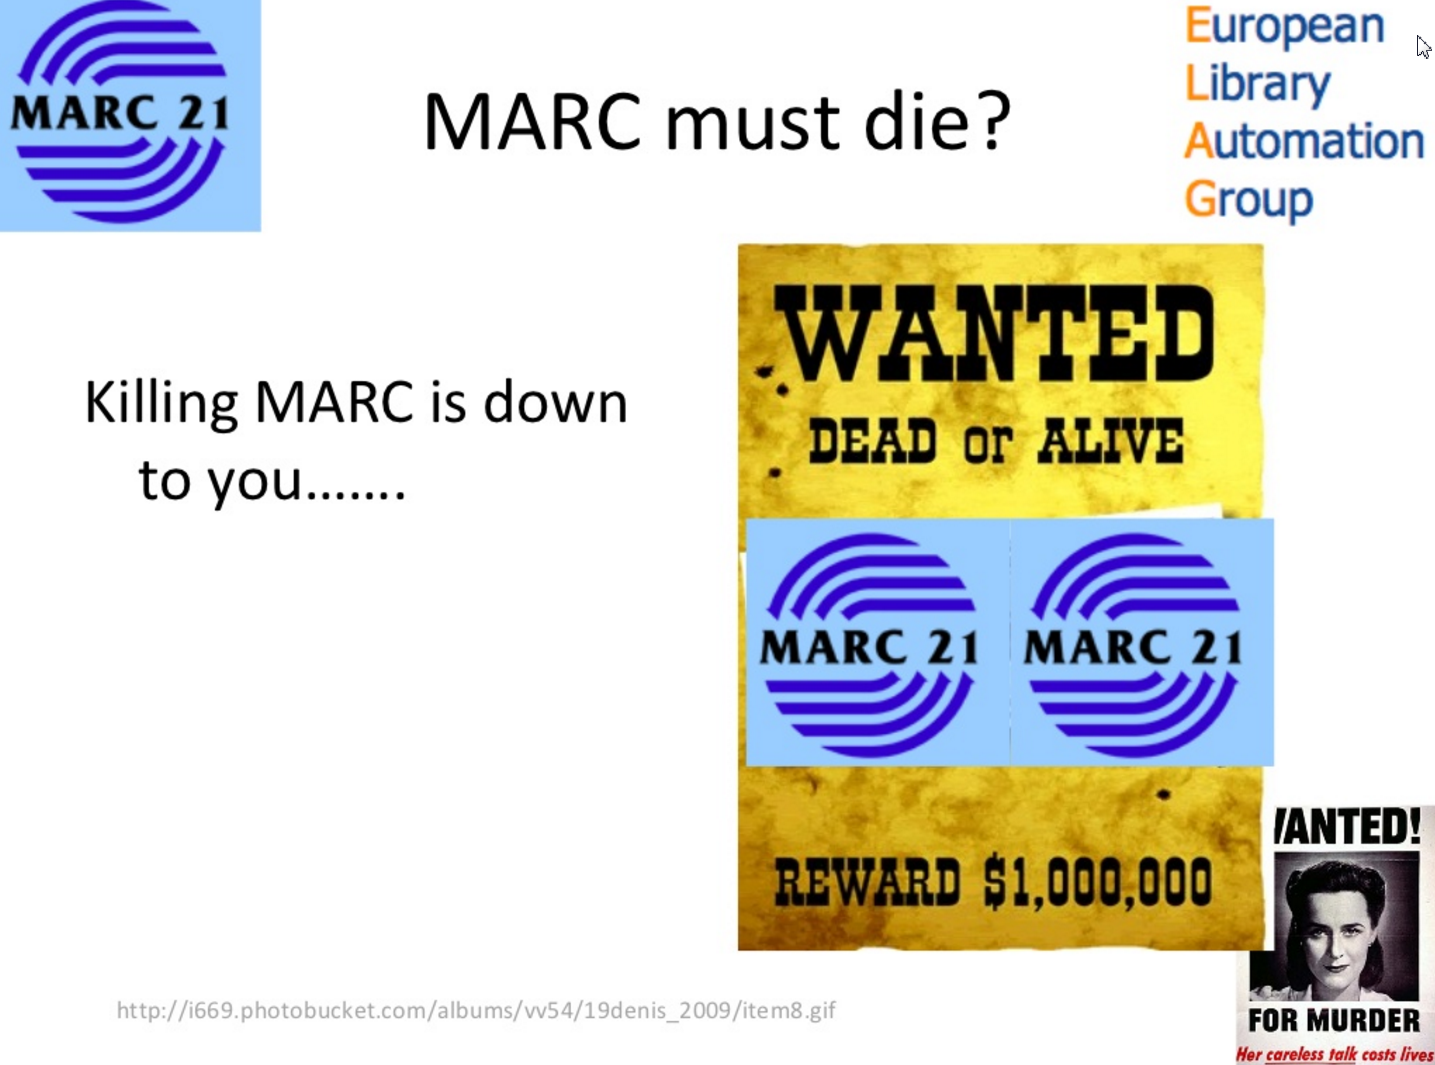 MARC 21
MARC must die?
European
Library
Automation
Group
Killing MARC is down
to you.......
WANTED
DEAD or ALIVE
MARC 21 MARC 21
REWARD $1,000,000
ANTED!
FOR MURDER
Her careless talk costs lives
http://i669.photobucket.com/albums/vv54/19denis_2009/item8.gif